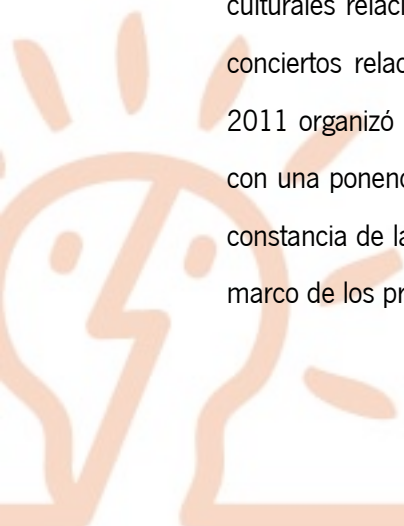 culturales
conciertos
2011 organizó
con una
constancia de
marco de los